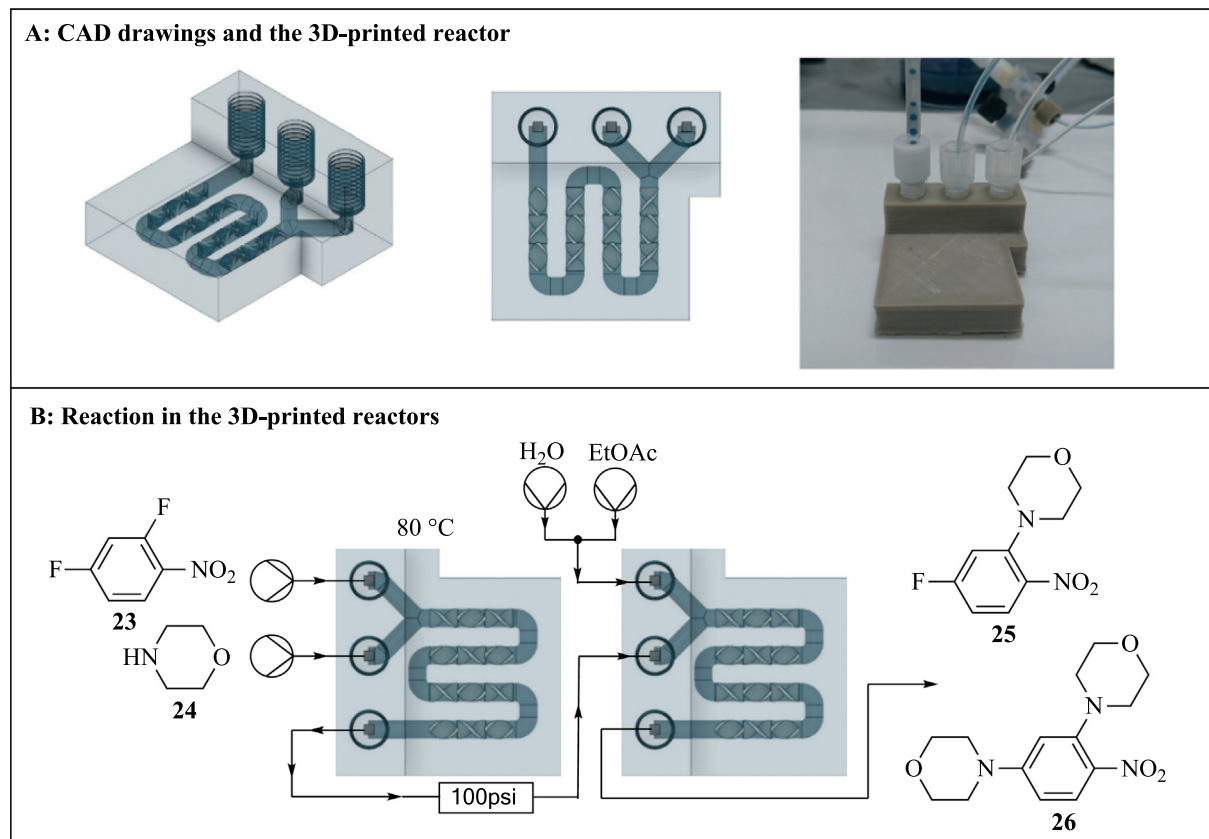 A: CAD drawings and the 3D-printed reactor
B: Reaction in the 3D-printed reactors
H₂O EtOAc
80 °C
F
F
NO₂
23
HN
O
24
100psi
O
N
F
NO₂
25
O
N
O
N
NO₂
26